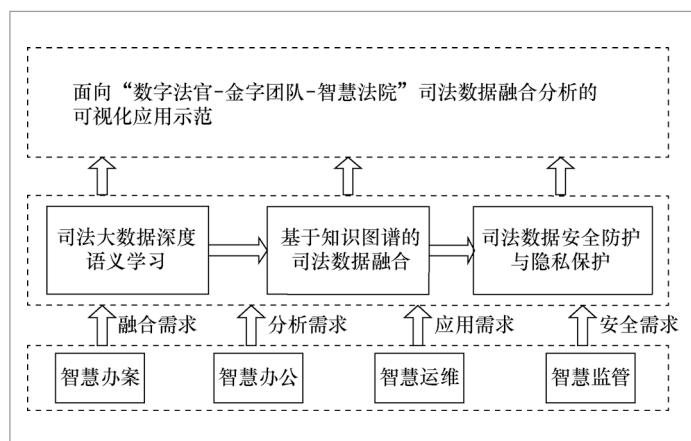 面向“数字法官-金字团队-智慧法院”司法数据融合分析的
可视化应用示范
司法大数据深度
语义学习
基于知识图谱的
司法数据融合
司法数据安全防护
与隐私保护
融合需求
分析需求
应用需求
安全需求
智慧办案
智慧办公
智慧运维
智慧监管